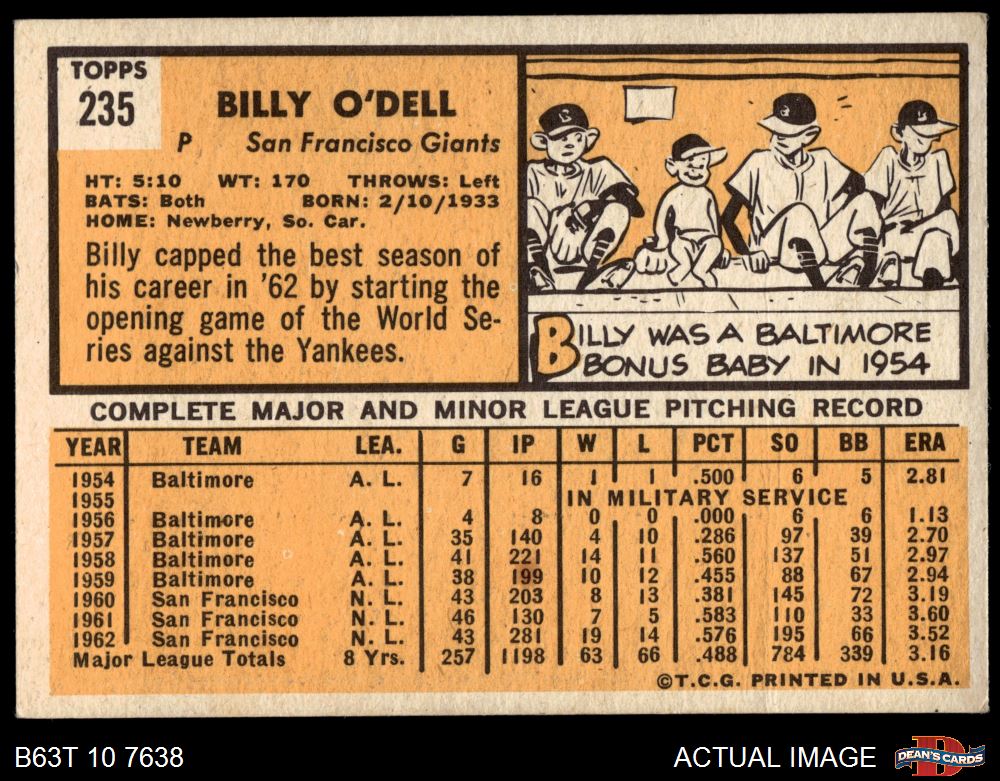 TOPPS
235
BILLY O'DELL
P San Francisco Giants
HT: 5:10 WT: 170 THROWS: Left
BATS: Both BORN: 2/10/1933
HOME: Newberry, So. Car.
Billy capped the best season of
his career in '62 by starting the
opening game of the World Se-
ries against the Yankees.
B
B
B
BILLY WAS A BALTIMORE
BONUS BABY IN 1954
COMPLETE MAJOR AND MINOR LEAGUE PITCHING RECORD
YEAR TEAM LEA. G IP W L PCT SO BB ERA
1954 Baltimore A. L. 7 16 1 1 .500 6 5 2.81
1955 IN MILITARY SERVICE
1956 Baltimore A. L. 4 8 0 0 .000 6 6 1.13
1957 Baltimore A. L. 35 140 4 10 .286 97 39 2.70
1958 Baltimore A. L. 41 221 14 11 .560 137 51 2.97
1959 Baltimore A. L. 38 199 10 12 .455 88 67 2.94
1960 San Francisco N. L. 43 203 8 13 .381 145 72 3.19
1961 San Francisco N. L. 46 130 7 5 .583 110 33 3.60
1962 San Francisco N. L. 43 281 19 14 .576 195 66 3.52
Major League Totals 8 Yrs. 257 1198 63 66 .488 784 339 3.16
©T.C.G. PRINTED IN U.S.A.
B63T 10 7638
ACTUAL IMAGE
D
DEAN'S CARDS